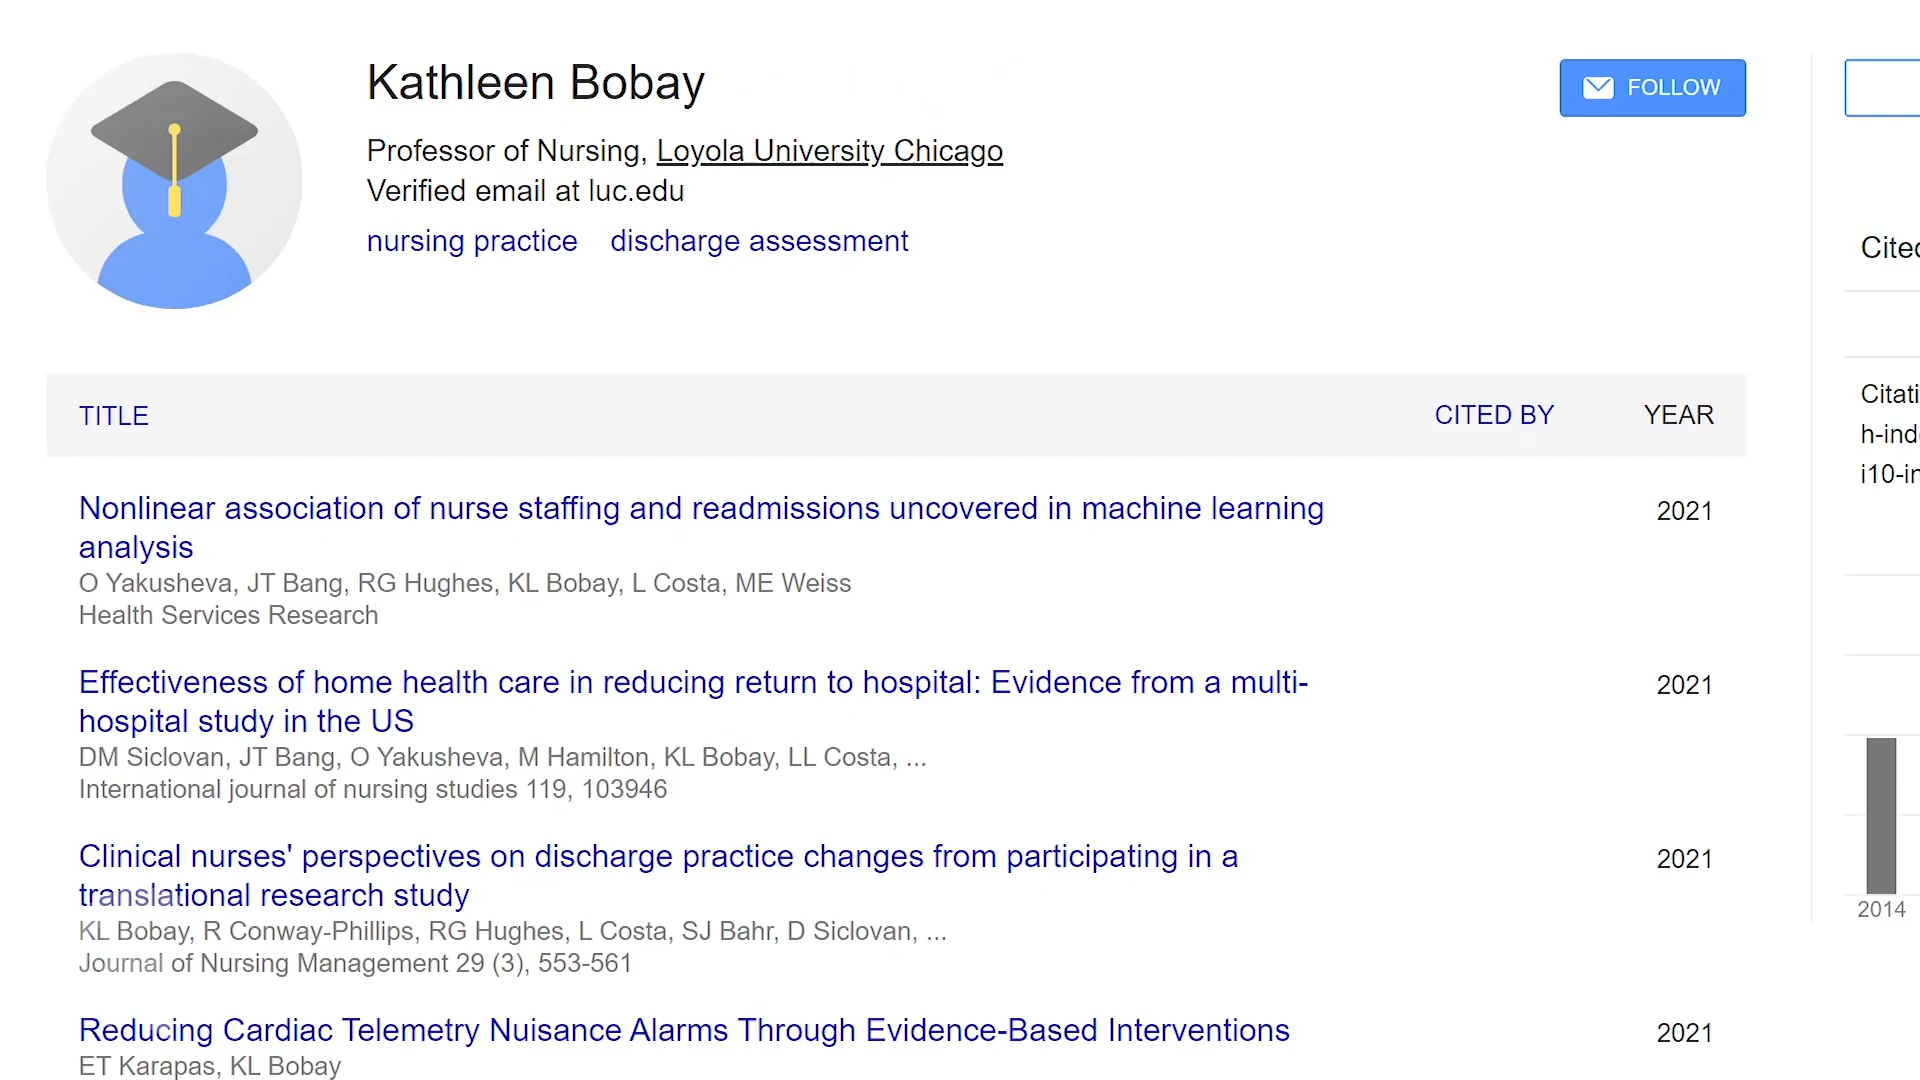 Kathleen Bobay
FOLLOW
Professor of Nursing, Loyola University Chicago
Verified email at luc.edu
nursing practice discharge assessment
TITLE CITED BY YEAR
Nonlinear association of nurse staffing and readmissions uncovered in machine learning 2021
analysis
O Yakusheva, JT Bang, RG Hughes, KL Bobay, L Costa, ME Weiss
Health Services Research
Effectiveness of home health care in reducing return to hospital: Evidence from a multi- 2021
hospital study in the US
DM Siclovan, JT Bang, O Yakusheva, M Hamilton, KL Bobay, LL Costa, ...
International journal of nursing studies 119, 103946
Clinical nurses' perspectives on discharge practice changes from participating in a 2021
translational research study
KL Bobay, R Conway-Phillips, RG Hughes, L Costa, SJ Bahr, D Siclovan, ...
Journal of Nursing Management 29 (3), 553-561
Reducing Cardiac Telemetry Nuisance Alarms Through Evidence-Based Interventions 2021
ET Karapas, KL Bobay
2014